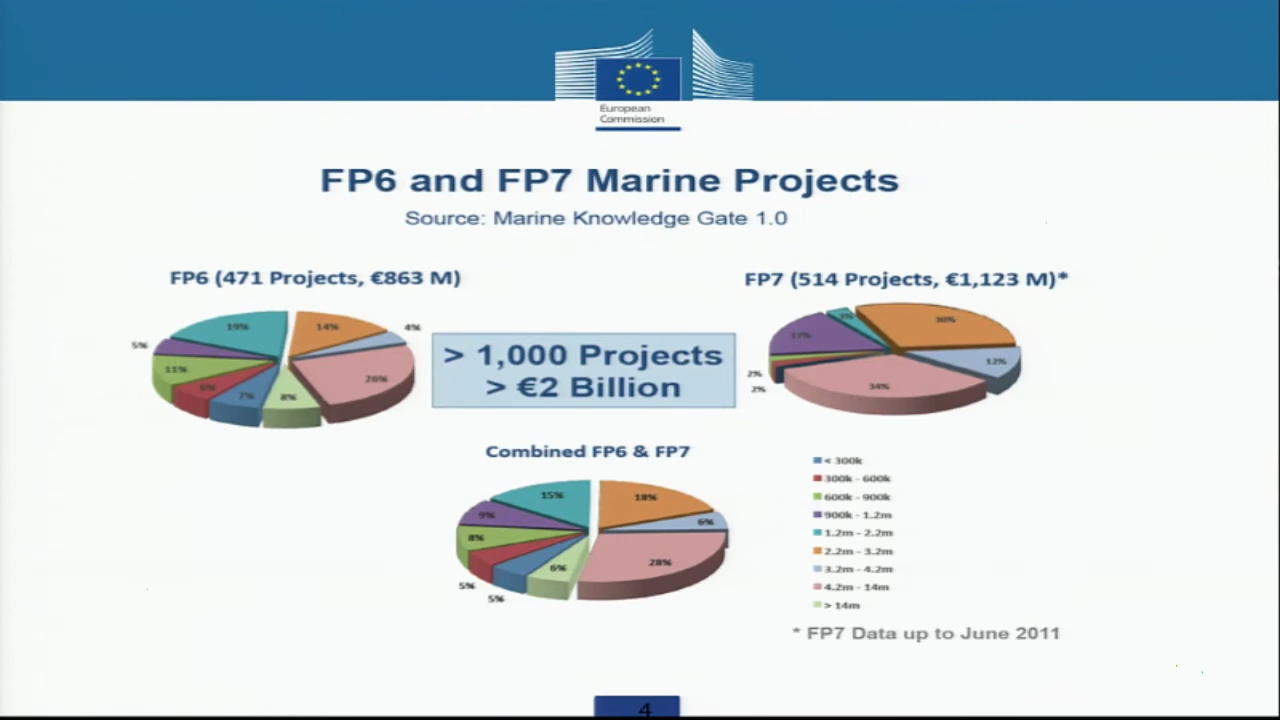 European
Commission
FP6 and FP7 Marine Projects
Source: Marine Knowledge Gate 1.0
FP6 (471 Projects, €863 M)
19%
14%
4%
5%
11%
26%
6%
7%
8%
> 1,000 Projects
> €2 Billion
FP7 (514 Projects, €1,123 M)*
30%
17%
12%
2%
2%
34%
Combined FP6 & FP7
15%
18%
9%
6%
8%
28%
6%
5%
5%
< 300k
300k - 600k
600k - 900k
900k - 1.2m
1.2m - 2.2m
2.2m - 3.2m
3.2m - 4.2m
4.2m - 14m
> 14m
* FP7 Data up to June 2011
4